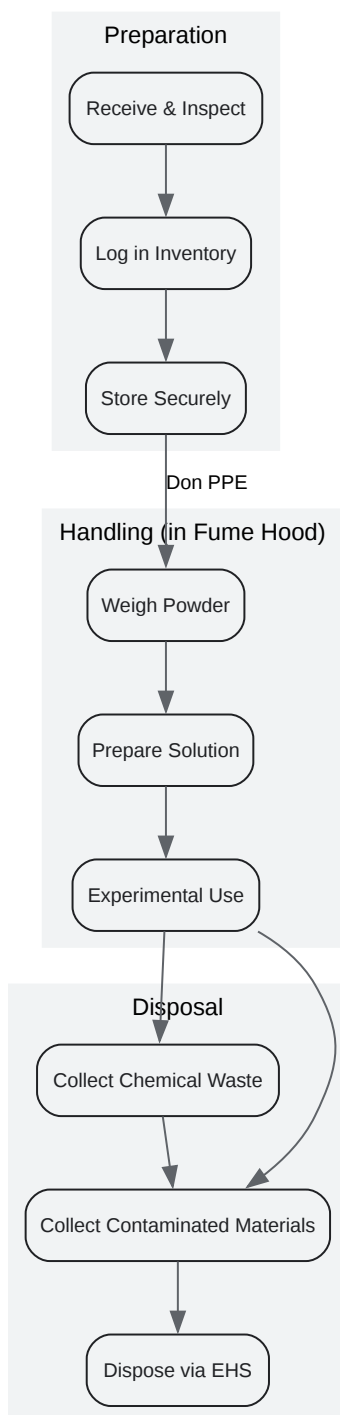 Preparation
Receive & Inspect
Log in Inventory
Store Securely
Don PPE
Handling (in Fume Hood)
Weigh Powder
Prepare Solution
Experimental Use
Disposal
Collect Chemical Waste
Collect Contaminated Materials
Dispose via EHS